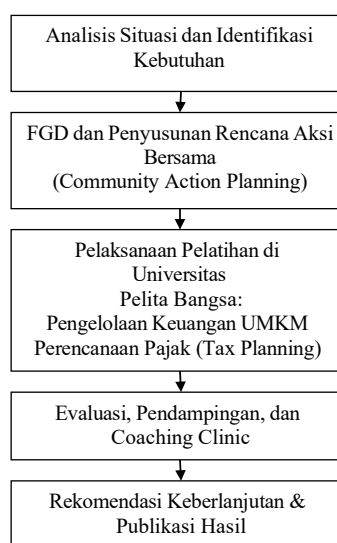 Analisis Situasi dan Identifikasi
Kebutuhan
FGD dan Penyusunan Rencana Aksi
Bersama
(Community Action Planning)
Pelaksanaan Pelatihan di
Universitas
Pelita Bangsa:
Pengelolaan Keuangan UMKM
Perencanaan Pajak (Tax Planning)
Evaluasi, Pendampingan, dan
Coaching Clinic
Rekomendasi Keberlanjutan &
Publikasi Hasil